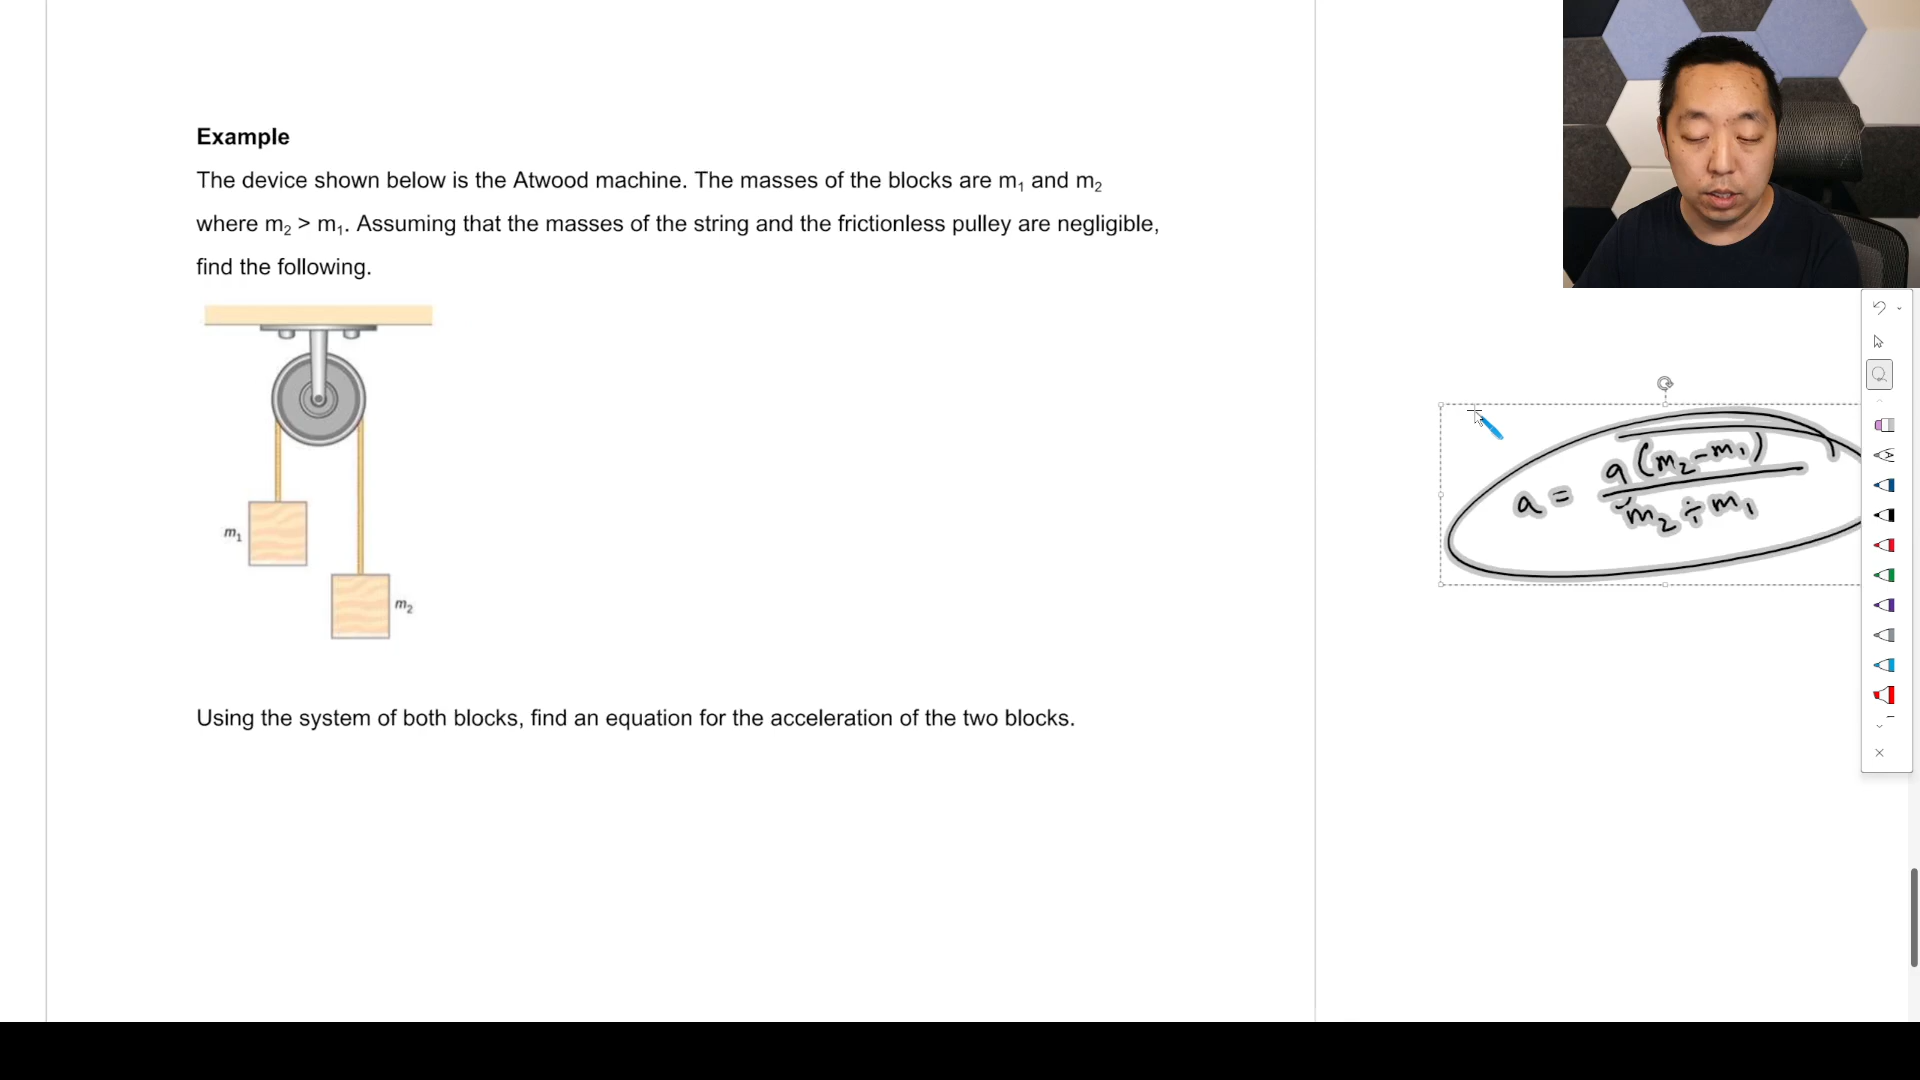 Example
The device shown below is the Atwood machine. The masses of the blocks are m₁ and m₂
where m₂ > m₁. Assuming that the masses of the string and the frictionless pulley are negligible,
find the following.
m₁
m₂
a = g(m₂-m₁)
m₂÷m₁
Using the system of both blocks, find an equation for the acceleration of the two blocks.